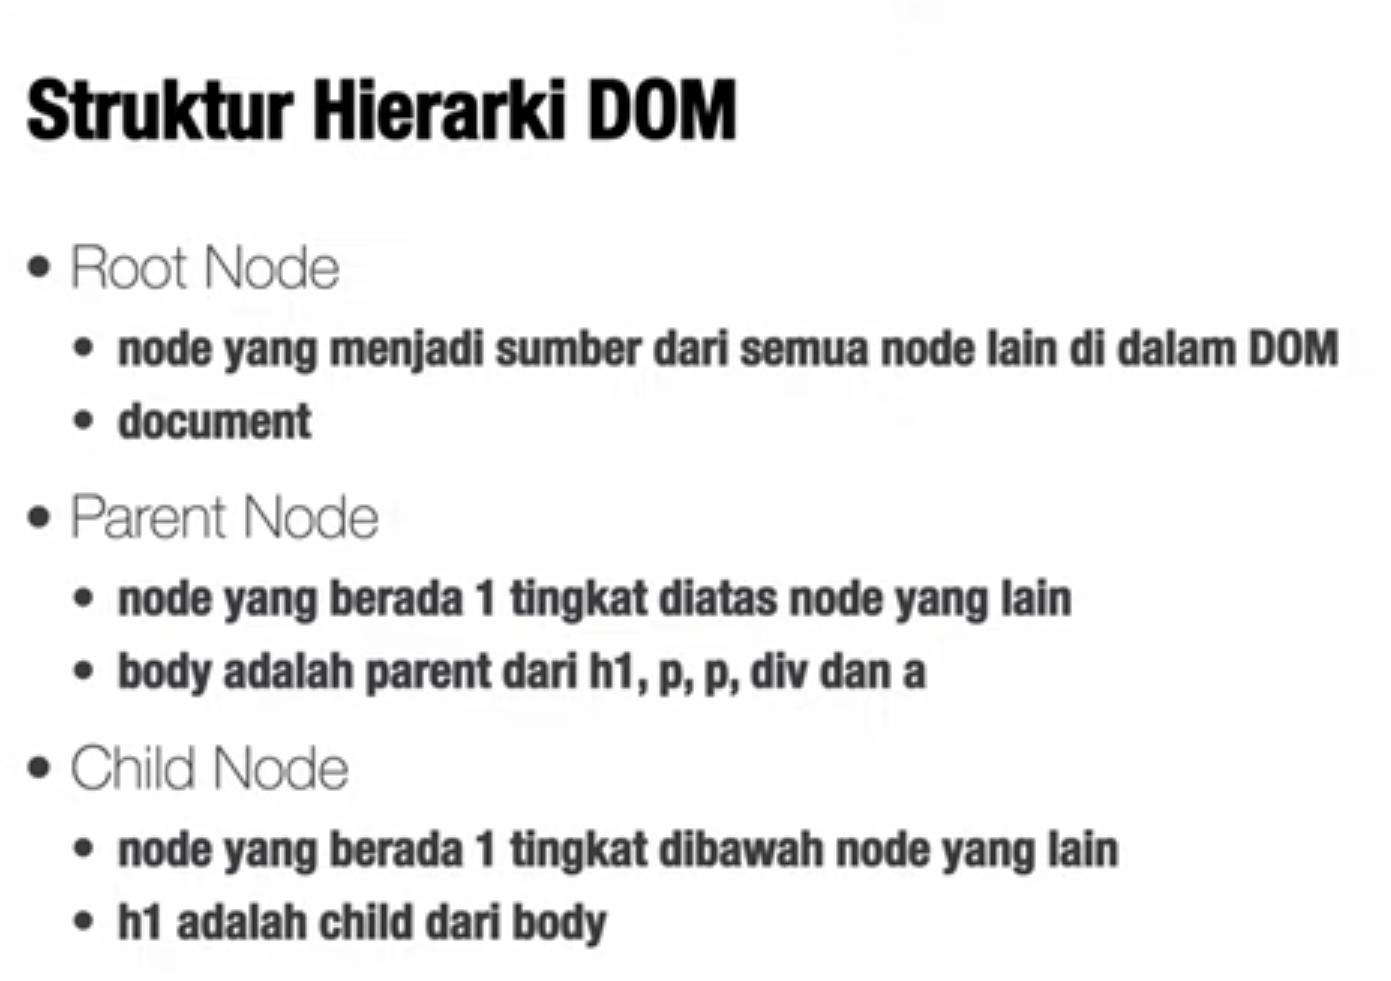 Struktur Hierarki DOM
• Root Node
• node yang menjadi sumber dari semua node lain di dalam DOM
• document
• Parent Node
• node yang berada 1 tingkat diatas node yang lain
• body adalah parent dari h1, p, p, div dan a
• Child Node
• node yang berada 1 tingkat dibawah node yang lain
• h1 adalah child dari body